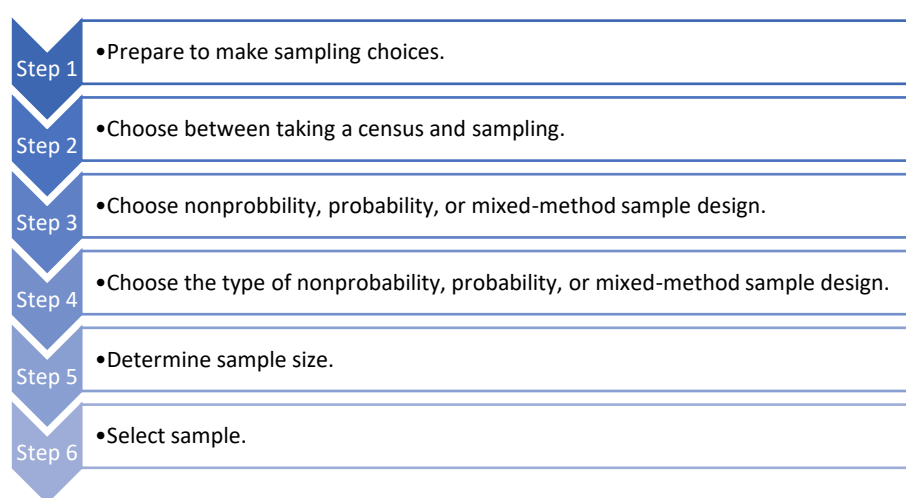 Step 1
•Prepare to make sampling choices.
Step 2
•Choose between taking a census and sampling.
Step 3
•Choose nonprobbility, probability, or mixed-method sample design.
Step 4
•Choose the type of nonprobability, probability, or mixed-method sample design.
Step 5
•Determine sample size.
Step 6
•Select sample.